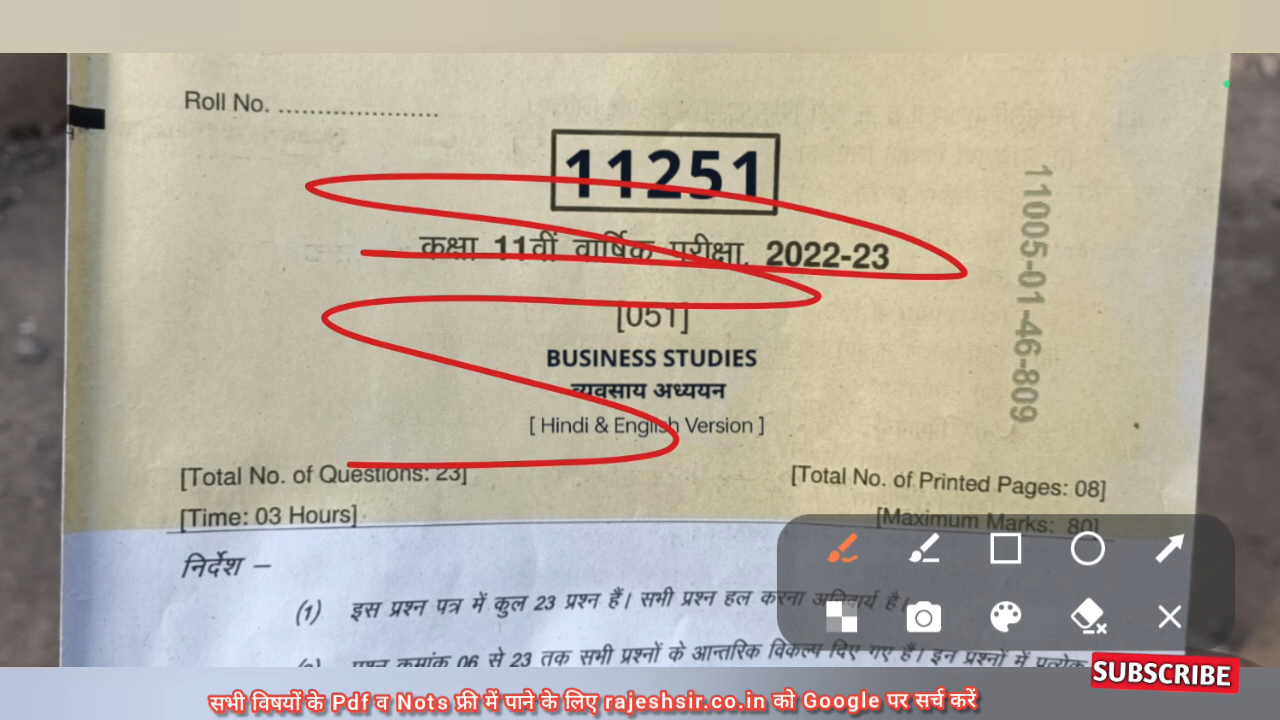 Roll No. ......................
11251
कक्षा 11वीं वार्षिक परीक्षा, 2022-23
[051]
BUSINESS STUDIES
व्यवसाय अध्ययन
[ Hindi & English Version ]
11005-01-46-809
[Total No. of Questions: 23]
[Total No. of Printed Pages: 08]
[Time: 03 Hours]
[Maximum Marks: 80]
निर्देश –
(1) इस प्रश्न पत्र में कुल 23 प्रश्न हैं। सभी प्रश्न हल करना अनिवार्य है।
प्रश्न क्रमांक 06 से 23 तक सभी प्रश्नों के आन्तरिक विकल्प दिए गए हैं। इन प्रश्नों में प्रत्येक
SUBSCRIBE
सभी विषयों के Pdf व Nots फ्री में पाने के लिए rajeshsir.co.in को Google पर सर्च करें